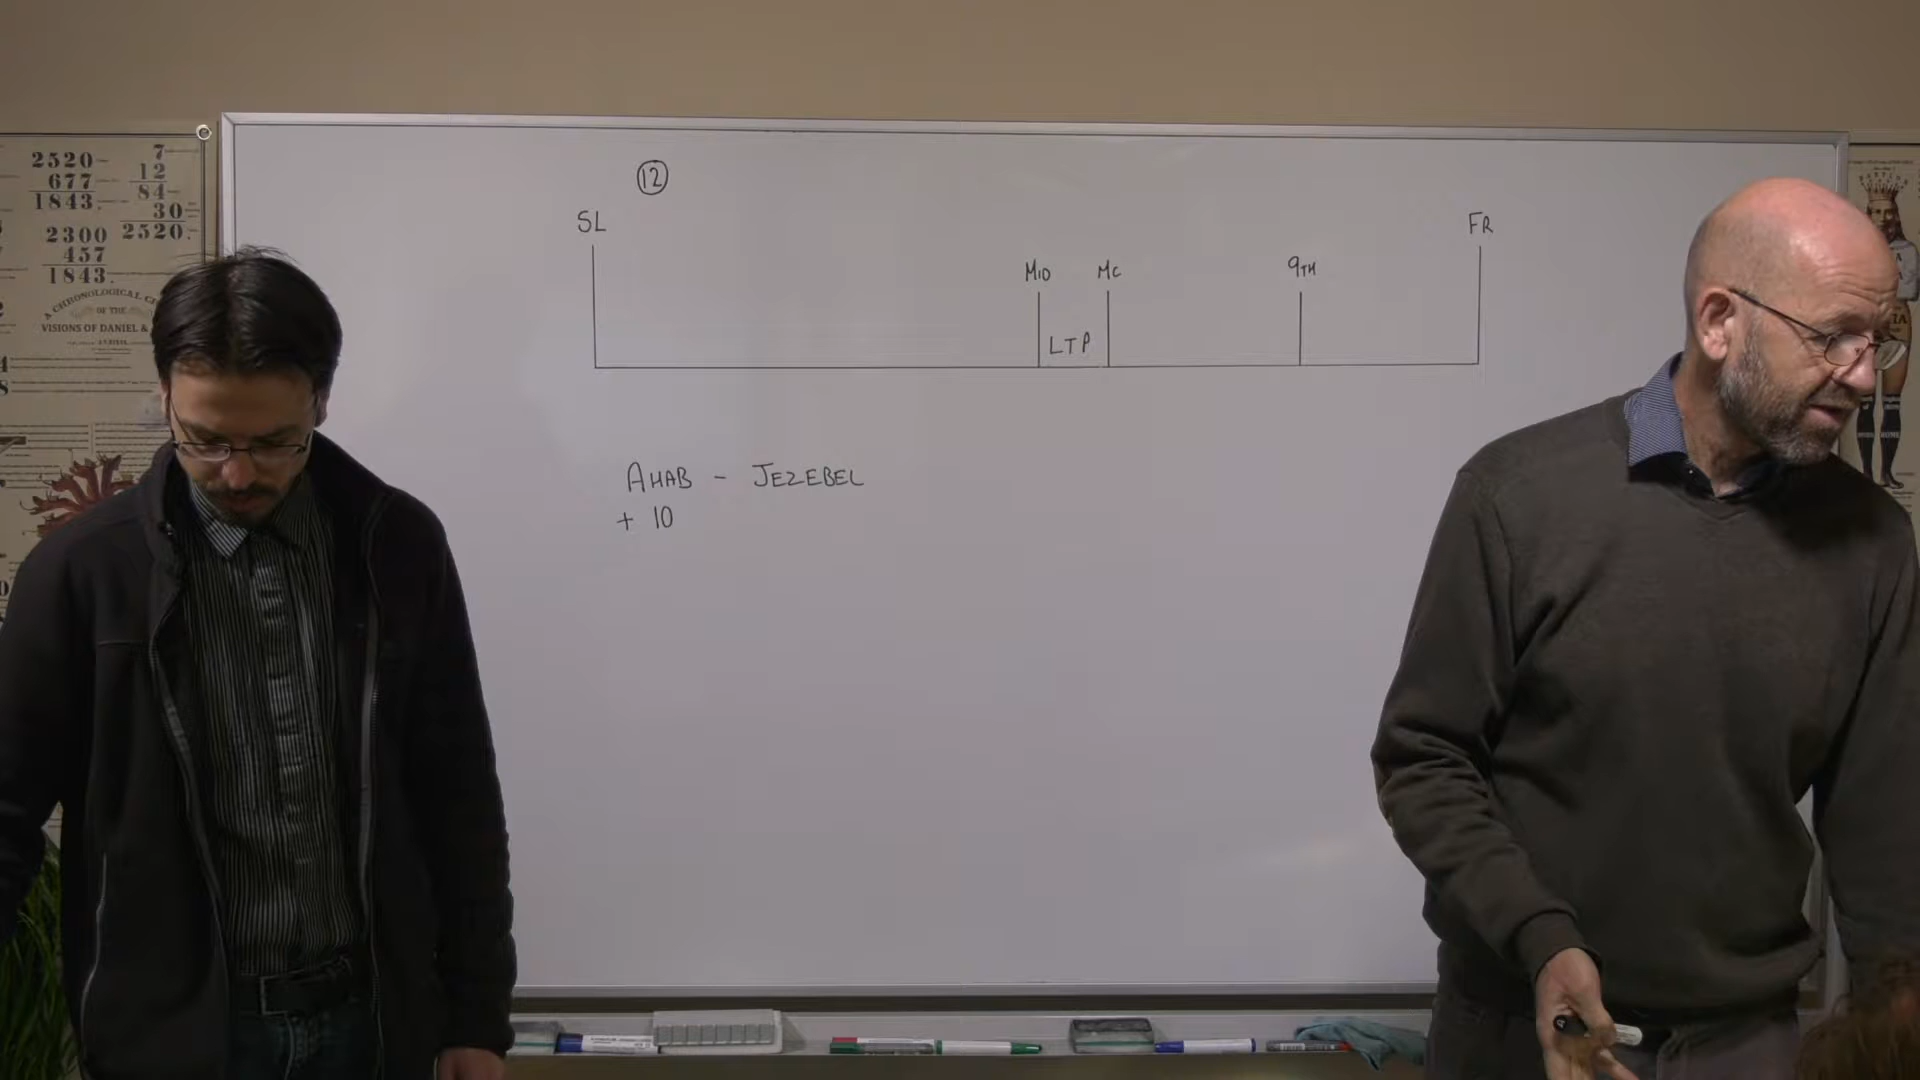 2520
677
1843.
7
12
84
30
2520.
2300
457
1843.
A CHRONOLOGICAL
OF THE
VISIONS OF DANIEL &
12
SL
FR
MID
MC
9TH
LTP
AHAB - JEZEBEL
+ 10